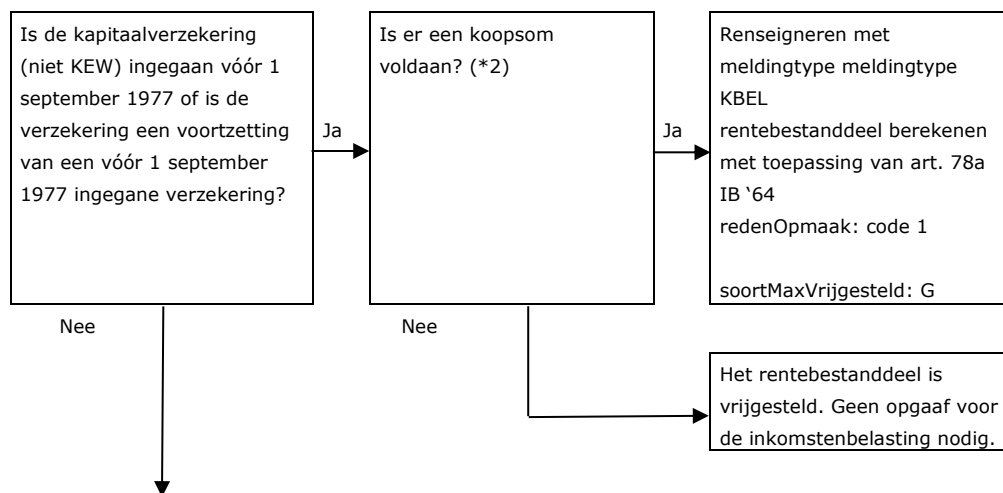 Is de kapitaalverzekering
(niet KEW) ingegaan vóór 1
september 1977 of is de
verzekering een voortzetting
van een vóór 1 september
1977 ingegane verzekering?
Ja
Is er een koopsom
voldaan? (*2)
Ja
Renseigneren met
meldingtype meldingtype
KBEL
rentebestanddeel berekenen
met toepassing van art. 78a
IB ‘64
redenOpmaak: code 1
soortMaxVrijgesteld: G
Nee
Nee
Het rentebestanddeel is
vrijgesteld. Geen opgaaf voor
de inkomstenbelasting nodig.